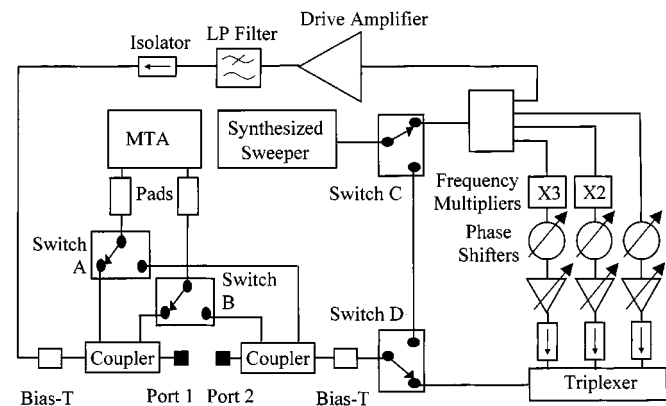 Drive Amplifier
LP Filter
Isolator
MTA
Synthesized
Sweeper
Pads
Switch C
Frequency
Multipliers
X3
X2
Phase
Shifters
Switch
A
Switch
B
Switch D
Coupler
Coupler
Triplexer
Bias-T
Port 1
Port 2
Bias-T